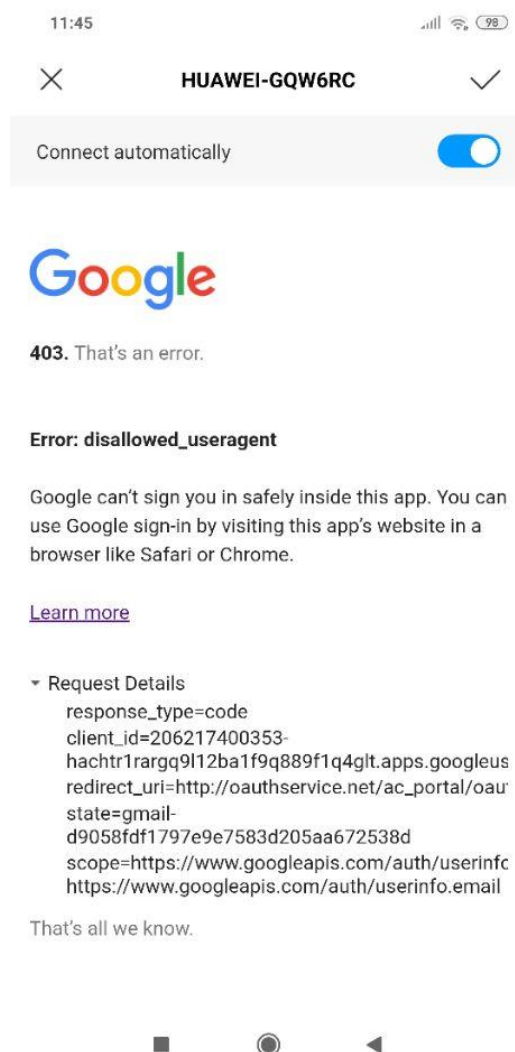 11:45
98
HUAWEI-GQW6RC
Connect automatically
Google
403. That's an error.
Error: disallowed_useragent
Google can't sign you in safely inside this app. You can
use Google sign-in by visiting this app's website in a
browser like Safari or Chrome.
Learn more
Request Details
response_type=code
client_id=206217400353-
hachtr1rargq9l12ba1f9q889f1q4glt.apps.googleus
redirect_uri=http://oauthservice.net/ac_portal/oau
state=gmail-
d9058fdf1797e9e7583d205aa672538d
scope=https://www.googleapis.com/auth/userinfo
https://www.googleapis.com/auth/userinfo.email
That's all we know.